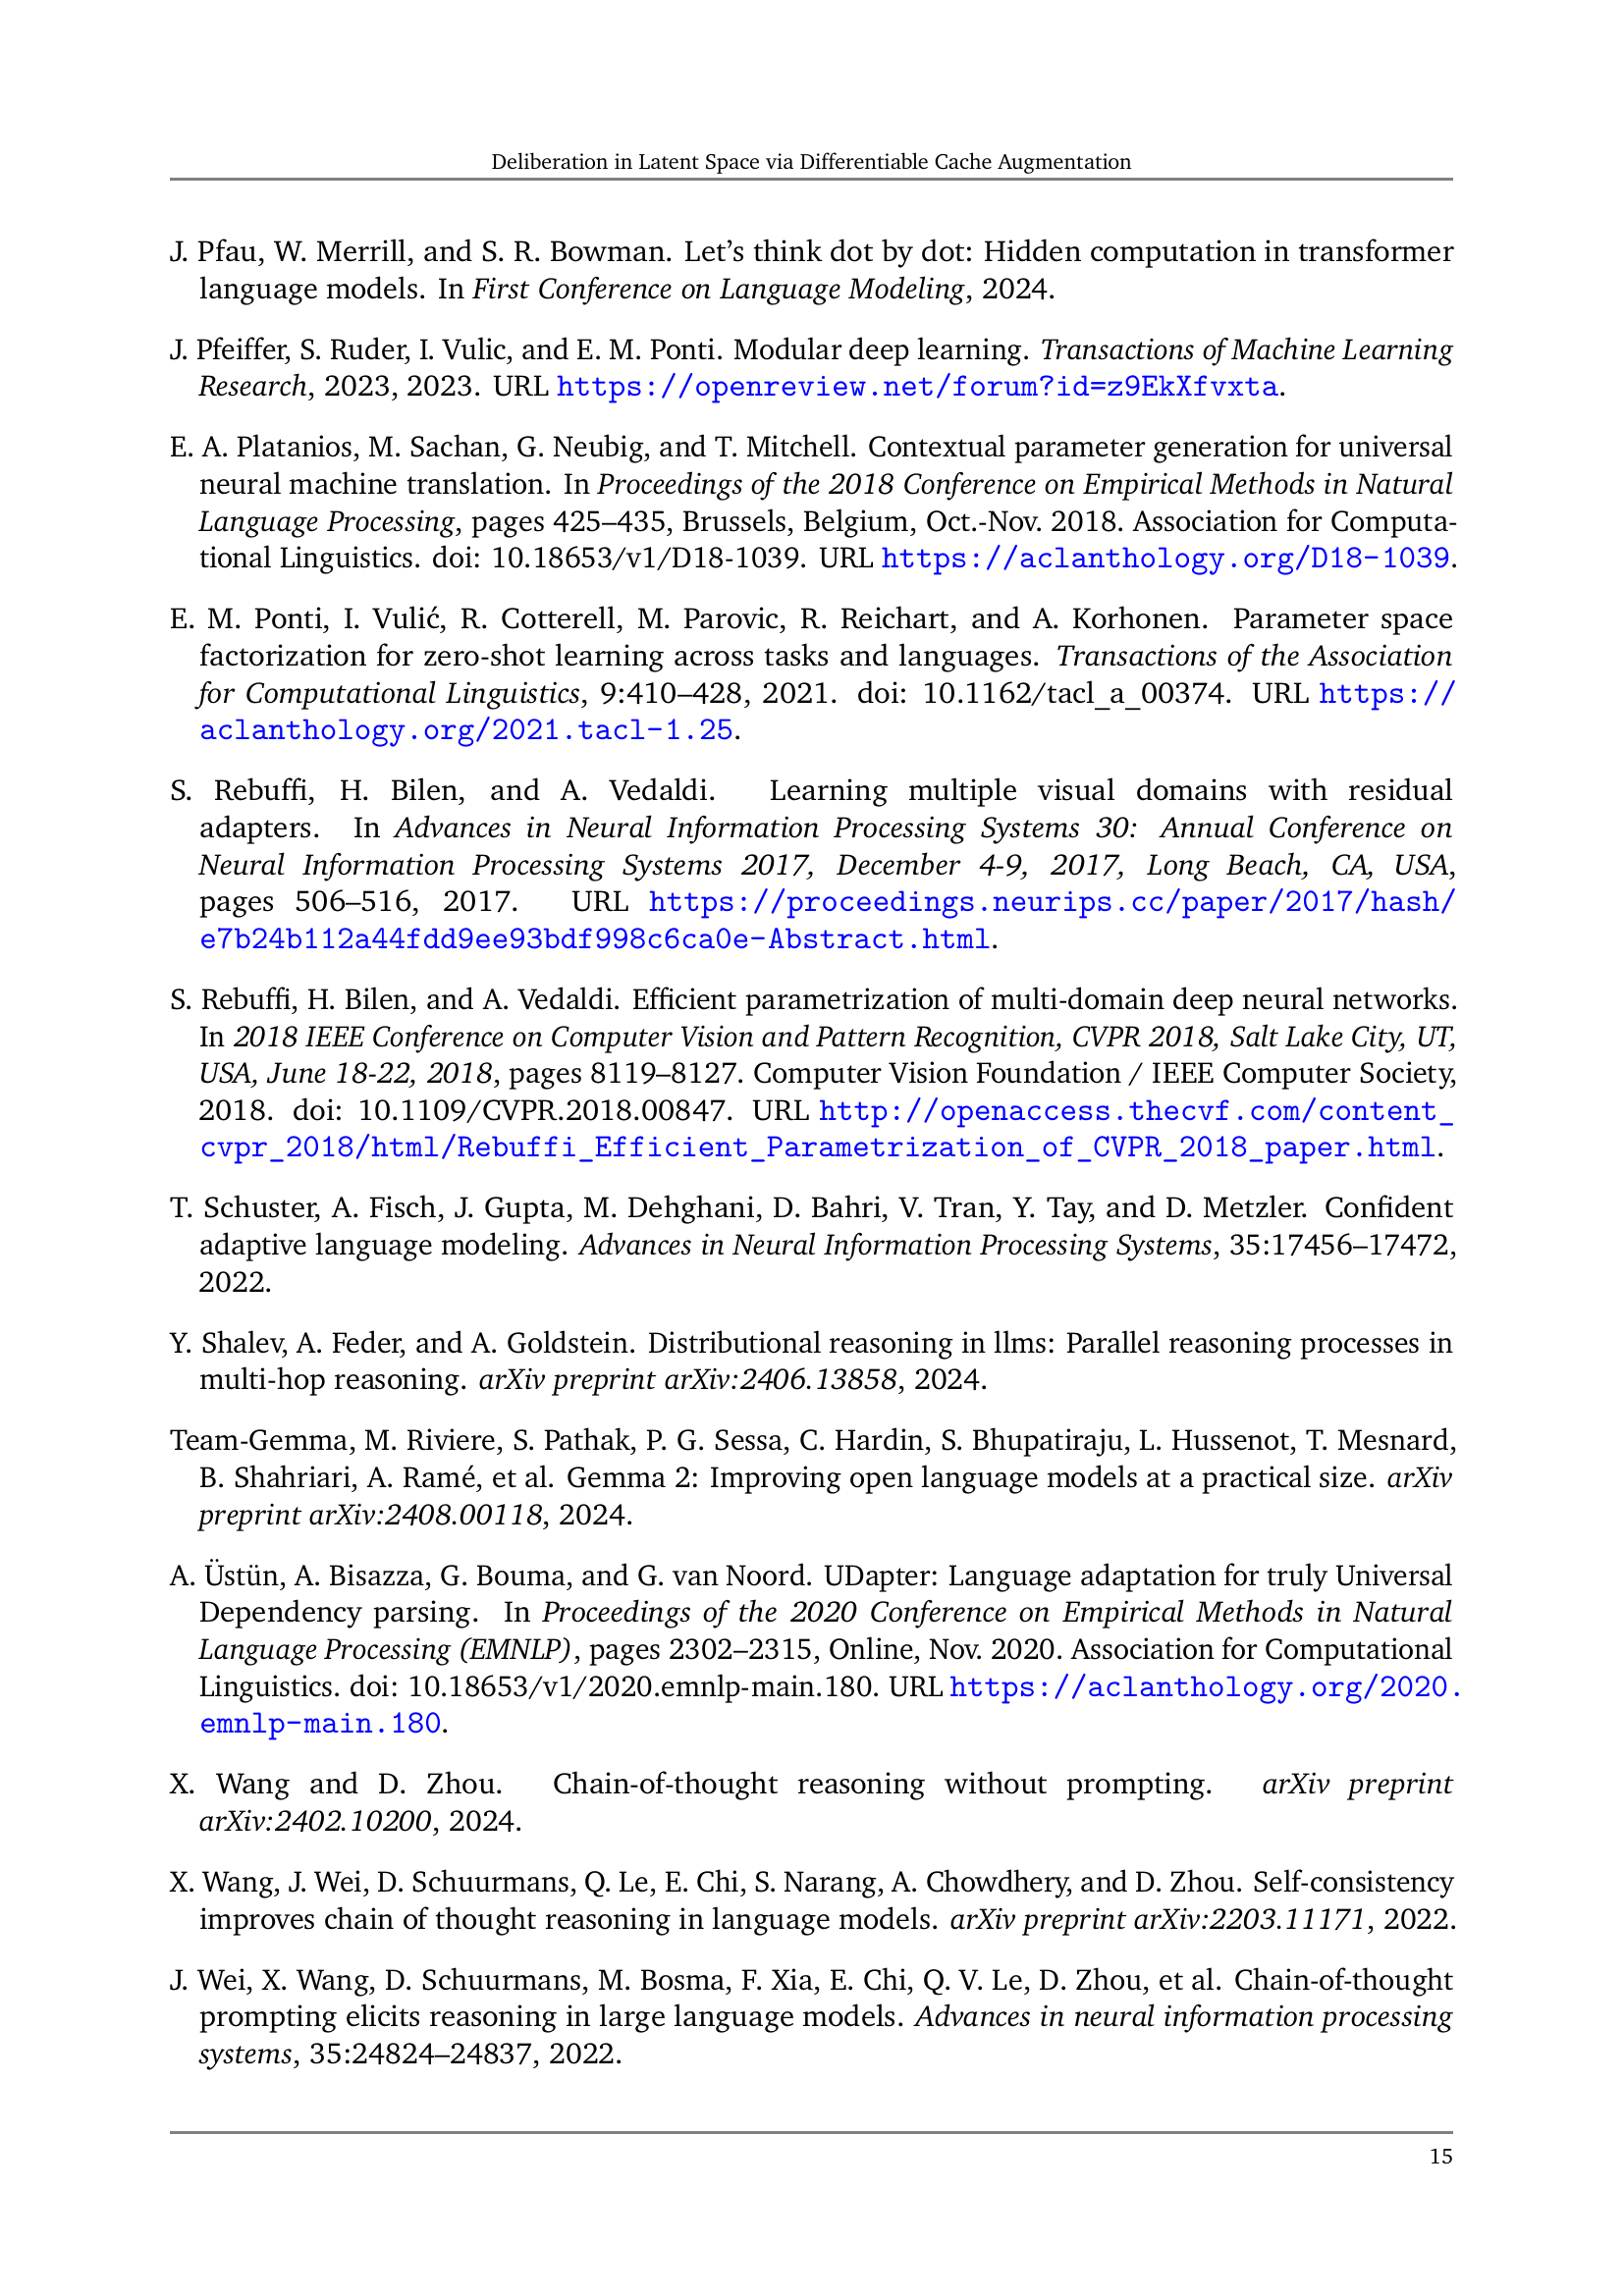 Deliberation in Latent Space via Differentiable Cache Augmentation
J. Pfau, W. Merrill, and S. R. Bowman. Let’s think dot by dot: Hidden computation in transformer
language models. In First Conference on Language Modeling, 2024.
J. Pfeiffer, S. Ruder, I. Vulic, and E. M. Ponti. Modular deep learning. Transactions of Machine Learning
Research, 2023, 2023. URL https://openreview.net/forum?id=z9EkXfvxta.
E. A. Platanios, M. Sachan, G. Neubig, and T. Mitchell. Contextual parameter generation for universal
neural machine translation. In Proceedings of the 2018 Conference on Empirical Methods in Natural
Language Processing, pages 425–435, Brussels, Belgium, Oct.-Nov. 2018. Association for Computa-
tional Linguistics. doi: 10.18653/v1/D18-1039. URL https://aclanthology.org/D18-1039.
E. M. Ponti, I. Vulić, R. Cotterell, M. Parovic, R. Reichart, and A. Korhonen. Parameter space
factorization for zero-shot learning across tasks and languages. Transactions of the Association
for Computational Linguistics, 9:410–428, 2021. doi: 10.1162/tacl_a_00374. URL https://
aclanthology.org/2021.tacl-1.25.
S. Rebuffi, H. Bilen, and A. Vedaldi. Learning multiple visual domains with residual
adapters. In Advances in Neural Information Processing Systems 30: Annual Conference on
Neural Information Processing Systems 2017, December 4-9, 2017, Long Beach, CA, USA,
pages 506–516, 2017. URL https://proceedings.neurips.cc/paper/2017/hash/
e7b24b112a44fdd9ee93bdf998c6ca0e-Abstract.html.
S. Rebuffi, H. Bilen, and A. Vedaldi. Efficient parametrization of multi-domain deep neural networks.
In 2018 IEEE Conference on Computer Vision and Pattern Recognition, CVPR 2018, Salt Lake City, UT,
USA, June 18-22, 2018, pages 8119–8127. Computer Vision Foundation / IEEE Computer Society,
2018. doi: 10.1109/CVPR.2018.00847. URL http://openaccess.thecvf.com/content_
cvpr_2018/html/Rebuffi_Efficient_Parametrization_of_CVPR_2018_paper.html.
T. Schuster, A. Fisch, J. Gupta, M. Dehghani, D. Bahri, V. Tran, Y. Tay, and D. Metzler. Confident
adaptive language modeling. Advances in Neural Information Processing Systems, 35:17456–17472,
2022.
Y. Shalev, A. Feder, and A. Goldstein. Distributional reasoning in llms: Parallel reasoning processes in
multi-hop reasoning. arXiv preprint arXiv:2406.13858, 2024.
Team-Gemma, M. Riviere, S. Pathak, P. G. Sessa, C. Hardin, S. Bhupatiraju, L. Hussenot, T. Mesnard,
B. Shahriari, A. Ramé, et al. Gemma 2: Improving open language models at a practical size. arXiv
preprint arXiv:2408.00118, 2024.
A. Üstün, A. Bisazza, G. Bouma, and G. van Noord. UDapter: Language adaptation for truly Universal
Dependency parsing. In Proceedings of the 2020 Conference on Empirical Methods in Natural
Language Processing (EMNLP), pages 2302–2315, Online, Nov. 2020. Association for Computational
Linguistics. doi: 10.18653/v1/2020.emnlp-main.180. URL https://aclanthology.org/2020.
emnlp-main.180.
X. Wang and D. Zhou. Chain-of-thought reasoning without prompting. arXiv preprint
arXiv:2402.10200, 2024.
X. Wang, J. Wei, D. Schuurmans, Q. Le, E. Chi, S. Narang, A. Chowdhery, and D. Zhou. Self-consistency
improves chain of thought reasoning in language models. arXiv preprint arXiv:2203.11171, 2022.
J. Wei, X. Wang, D. Schuurmans, M. Bosma, F. Xia, E. Chi, Q. V. Le, D. Zhou, et al. Chain-of-thought
prompting elicits reasoning in large language models. Advances in neural information processing
systems, 35:24824–24837, 2022.
15